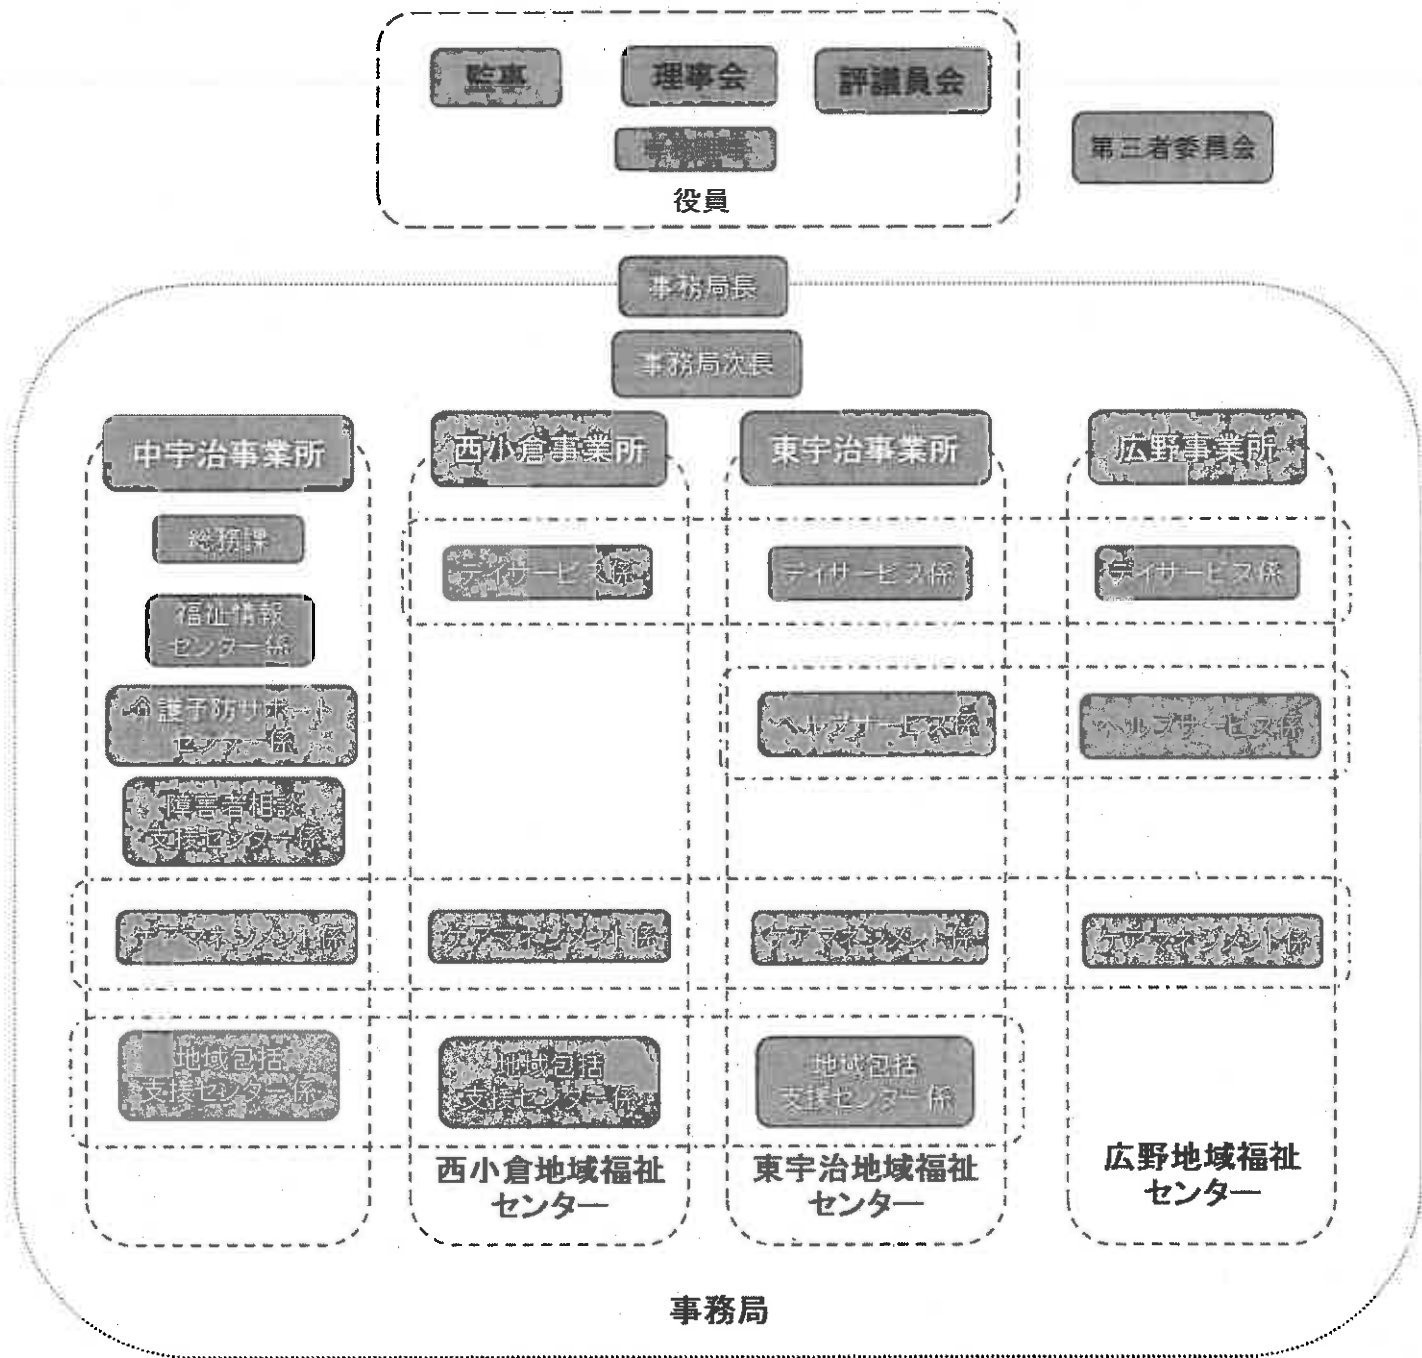 監事
理事会
評議員会
第三者委員会
役員
事務局長
事務局次長
中宇治事業所
西小倉事業所
東宇治事業所
広野事業所
総務課
デイサービス係
デイサービス係
デイサービス係
福祉情報
センター係
介護予防サポート
センター係
ヘルプサービス係
ヘルプサービス係
障害者相談
支援センター係
ケアマネジメント係
ケアマネジメント係
ケアマネジメント係
ケアマネジメント係
地域包括
支援センター係
地域包括
支援センター係
地域包括
支援センター係
西小倉地域福祉
センター
東宇治地域福祉
センター
広野地域福祉
センター
事務局